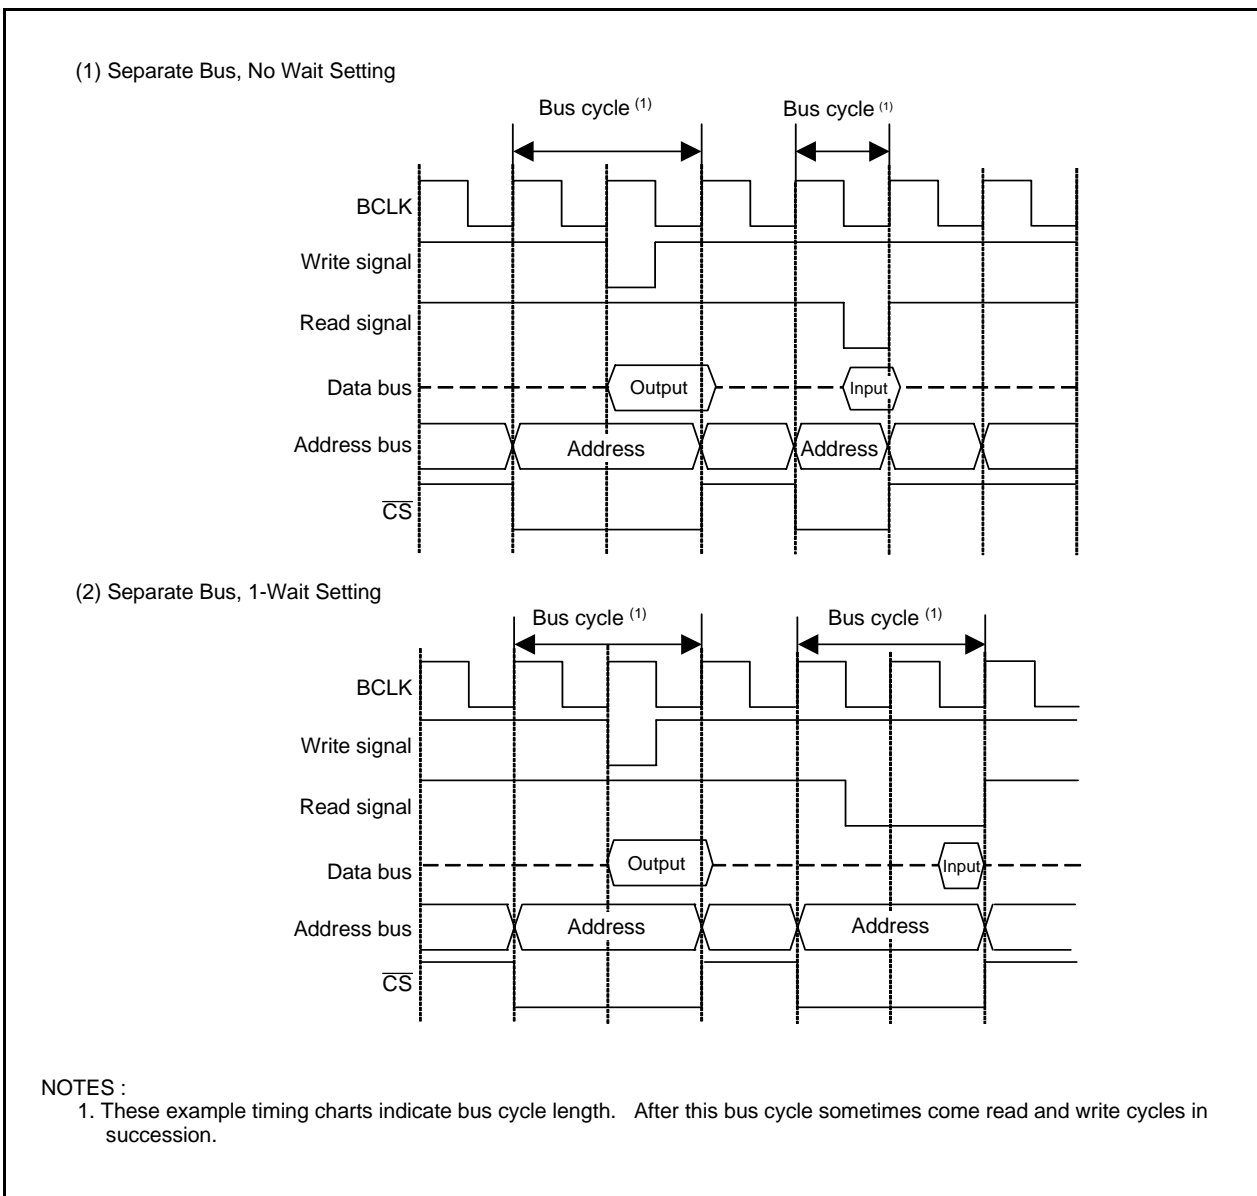 (1) Separate Bus, No Wait Setting
Bus cycle (1)
Bus cycle (1)
BCLK
Write signal
Read signal
Data bus
Output
Input
Address bus
Address
Address
CS
(2) Separate Bus, 1-Wait Setting
Bus cycle (1)
Bus cycle (1)
BCLK
Write signal
Read signal
Data bus
Output
Input
Address bus
Address
Address
CS
NOTES :
1. These example timing charts indicate bus cycle length. After this bus cycle sometimes come read and write cycles in
succession.